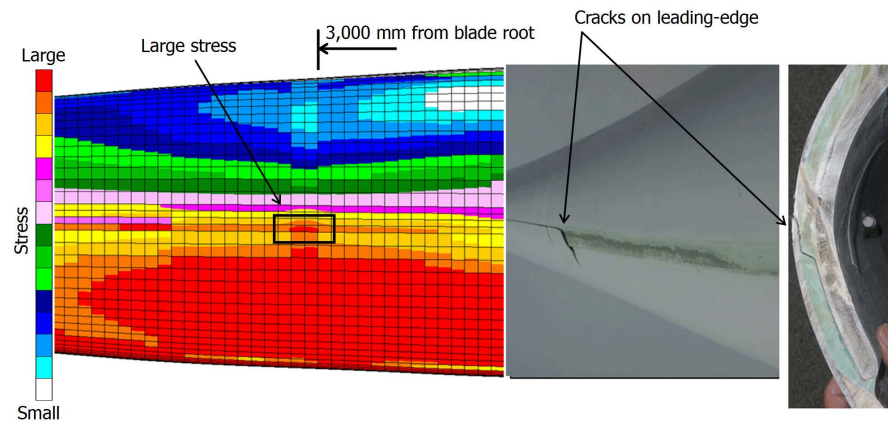 Cracks on leading-edge
3,000 mm from blade root
Large stress
Large
Stress
Small